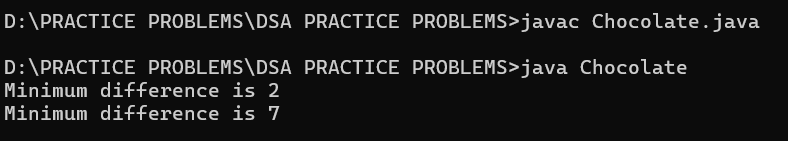 D:\PRACTICE PROBLEMS\DSA PRACTICE PROBLEMS>javac Chocolate.java
D:\PRACTICE PROBLEMS\DSA PRACTICE PROBLEMS>java Chocolate
Minimum difference is 2
Minimum difference is 7